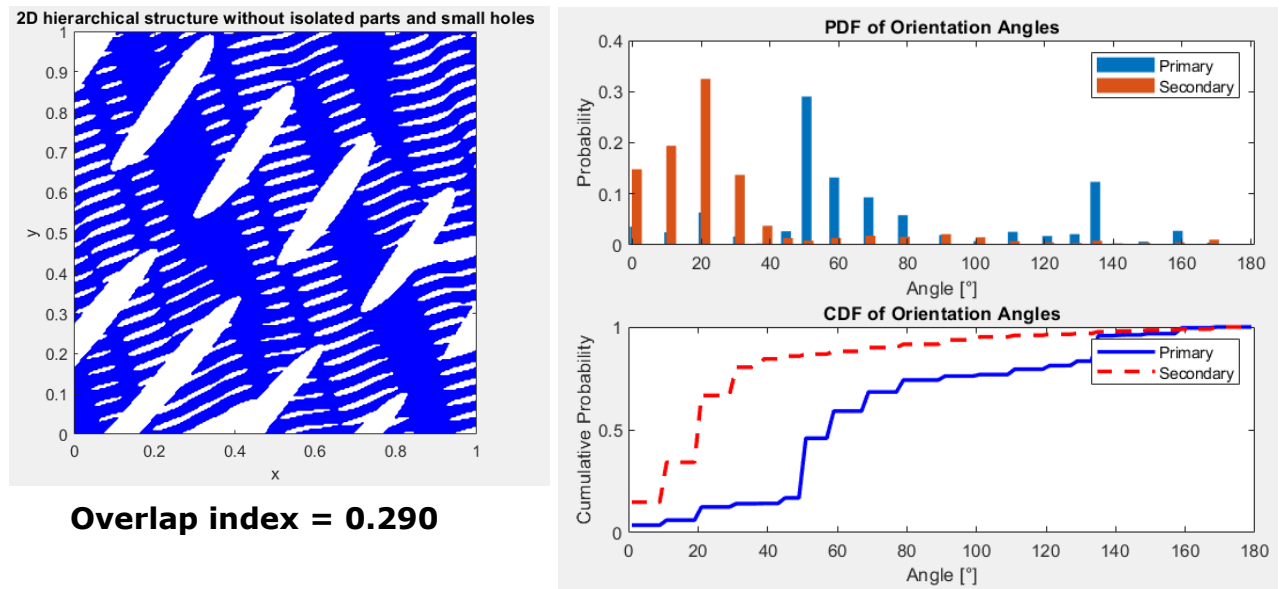 2D hierarchical structure without isolated parts and small holes
1
0.9
0.8
0.7
0.6
0.5
0.4
0.3
0.2
0.1
0
y
0 0.2 0.4 0.6 0.8 1
x
Overlap index = 0.290
PDF of Orientation Angles
0.4
0.3
0.2
0.1
0
Probability
Primary
Secondary
0 20 40 60 80 100 120 140 160 180
Angle [°]
CDF of Orientation Angles
1
0.5
0
Cumulative Probability
Primary
Secondary
0 20 40 60 80 100 120 140 160 180
Angle [°]